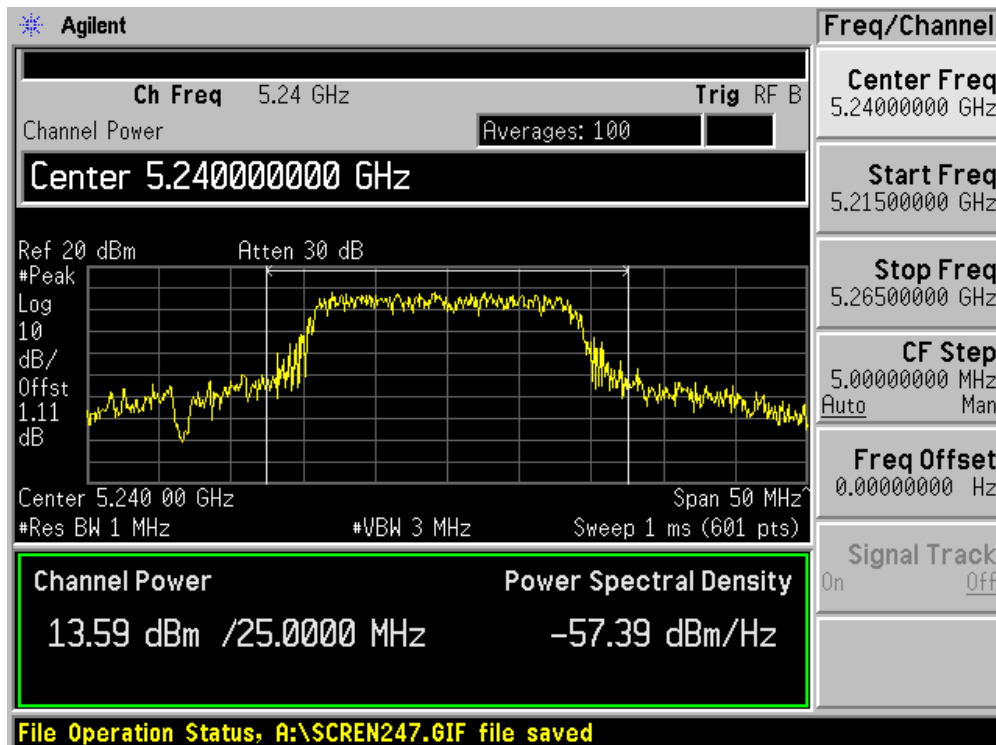 Agilent
Freq/Channel
Ch Freq 5.24 GHz Trig RF B
Channel Power Averages: 100
Center 5.240000000 GHz
Ref 20 dBm Atten 30 dB
#Peak
Log
10
dB/
Offst
1.11
dB
Center 5.240 00 GHz Span 50 MHz^
#Res BW 1 MHz #VBW 3 MHz Sweep 1 ms (601 pts)
Channel Power Power Spectral Density
13.59 dBm /25.0000 MHz -57.39 dBm/Hz
File Operation Status, A:\SCREN247.GIF file saved
Center Freq
5.24000000 GHz
Start Freq
5.21500000 GHz
Stop Freq
5.26500000 GHz
CF Step
5.00000000 MHz
Auto Man
Freq Offset
0.00000000 Hz
Signal Track
On Off